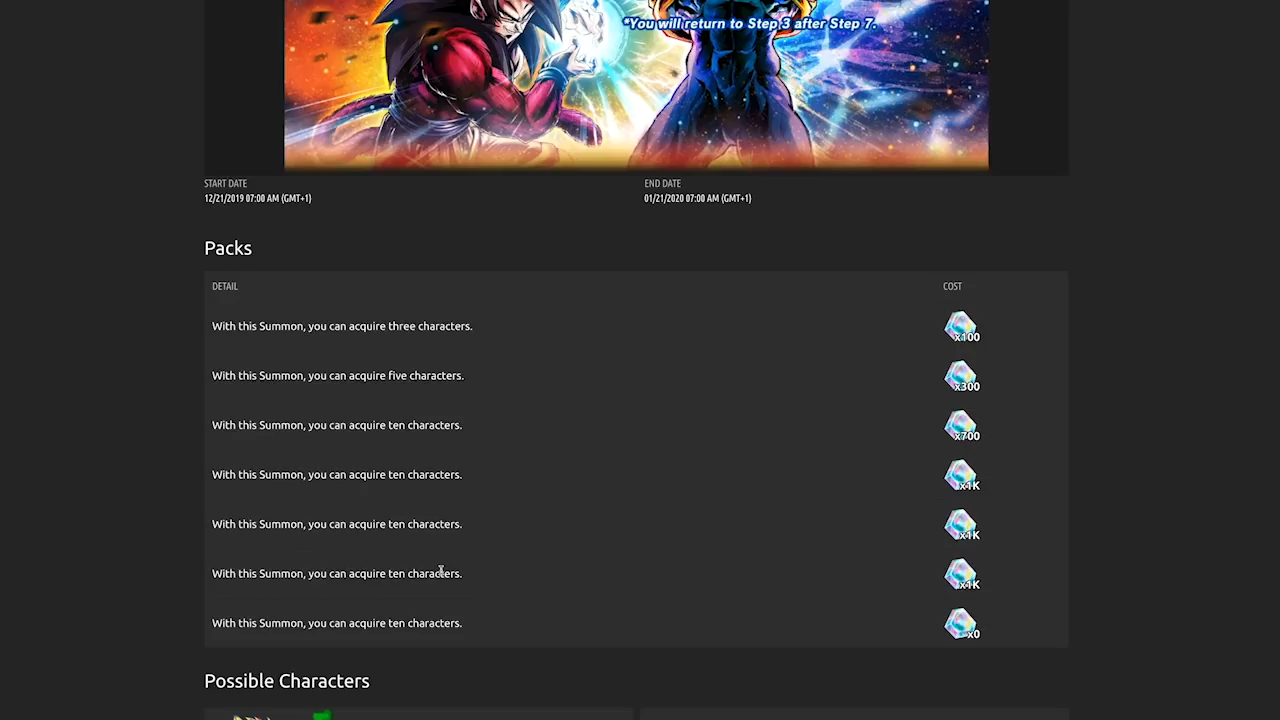 *You will return to Step 3 after Step 7.
START DATE
END DATE
12/21/2019 07:00 AM (GMT+1)
01/21/2020 07:00 AM (GMT+1)
Packs
DETAIL
COST
With this Summon, you can acquire three characters.
x100
With this Summon, you can acquire five characters.
x300
With this Summon, you can acquire ten characters.
x700
With this Summon, you can acquire ten characters.
x1K
With this Summon, you can acquire ten characters.
x1K
With this Summon, you can acquire ten characters.
x1K
With this Summon, you can acquire ten characters.
x0
Possible Characters